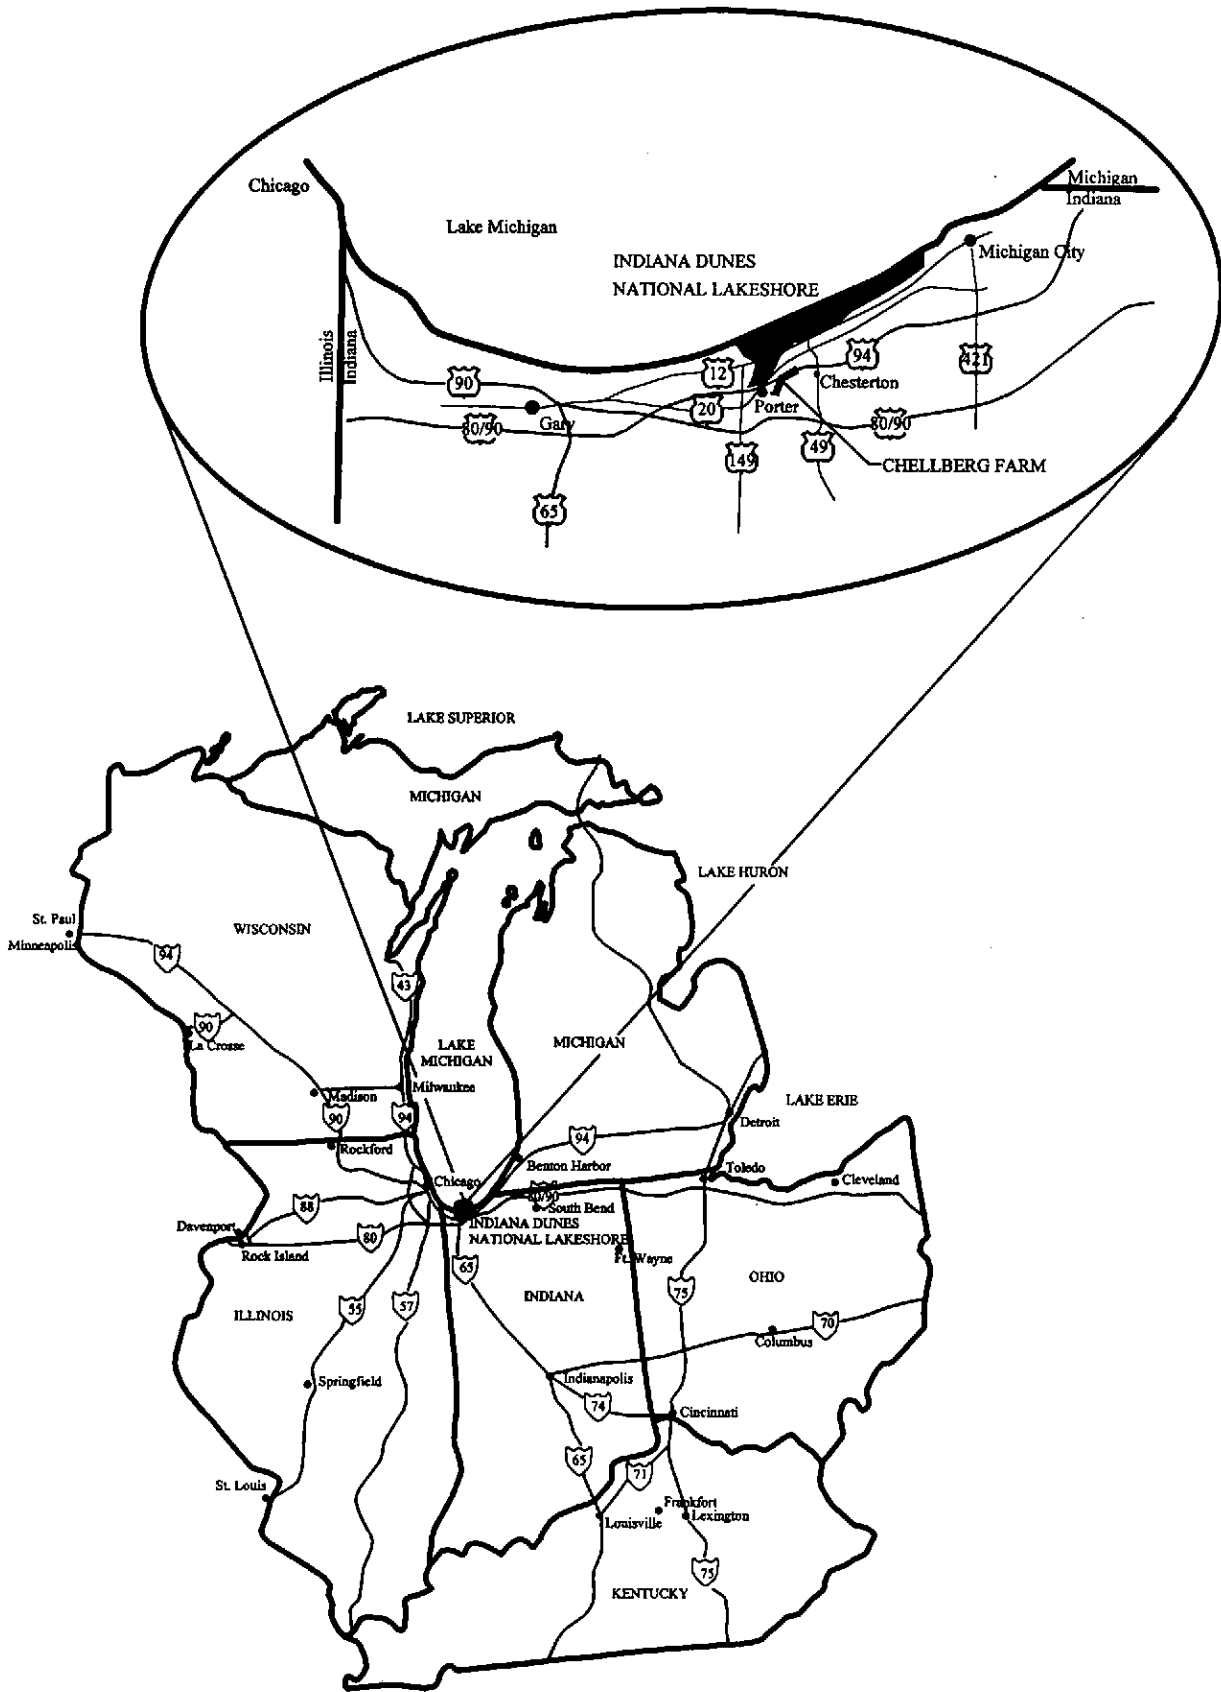 Chicago
Michigan
Indiana
Lake Michigan
INDIANA DUNES
NATIONAL LAKESHORE
Michigan City
Illinois
Indiana
90
12
94
421
Chesterton
20
Porter
Gary
80/90
80/90
149
49
CHELLBERG FARM
65
LAKE SUPERIOR
MICHIGAN
LAKE HURON
St. Paul
Minneapolis
WISCONSIN
94
43
90
La Crosse
LAKE
MICHIGAN
MICHIGAN
Milwaukee
Madison
LAKE ERIE
90
94
Detroit
Rockford
94
Benton Harbor
Toledo
Chicago
Cleveland
80/90
South Bend
88
Davenport
80
INDIANA DUNES
NATIONAL LAKESHORE
Rock Island
Ft. Wayne
65
OHIO
75
INDIANA
55
57
ILLINOIS
70
Columbus
Indianapolis
Springfield
74
Cincinnati
65
71
St. Louis
Frankfort
Louisville
Lexington
75
KENTUCKY